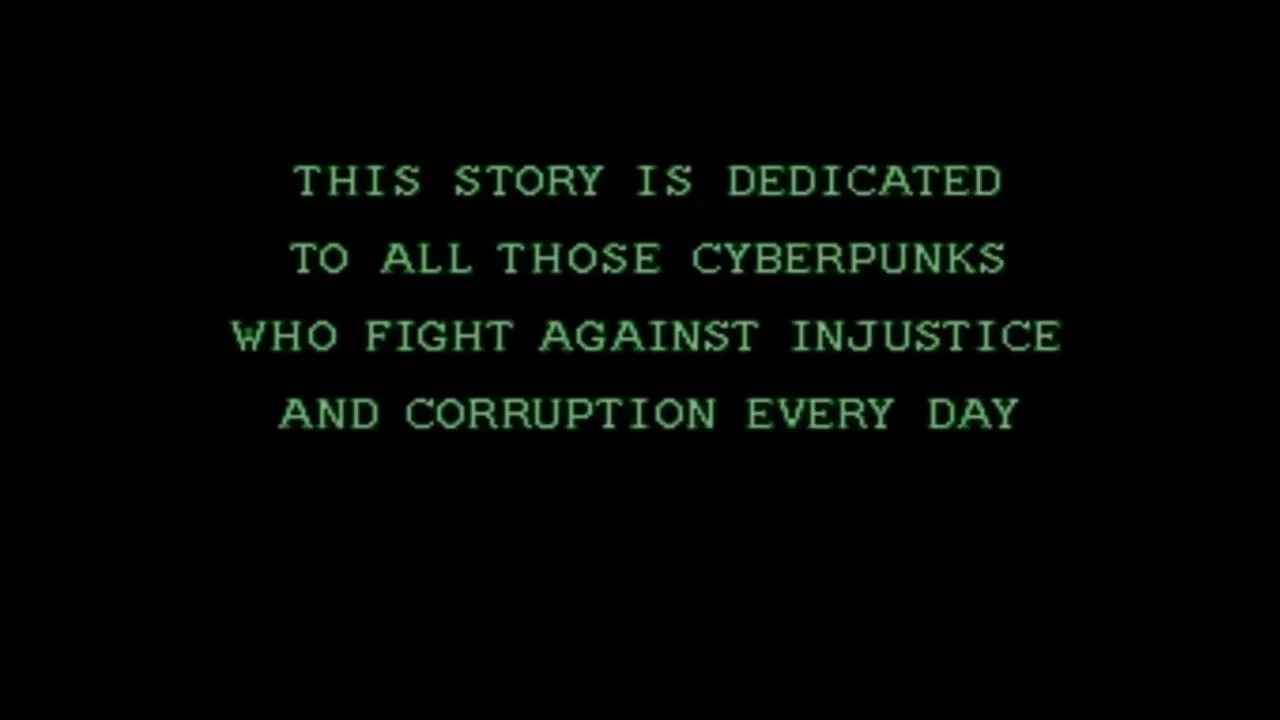 THIS STORY IS DEDICATED
TO ALL THOSE CYBERPUNKS
WHO FIGHT AGAINST INJUSTICE
AND CORRUPTION EVERY DAY